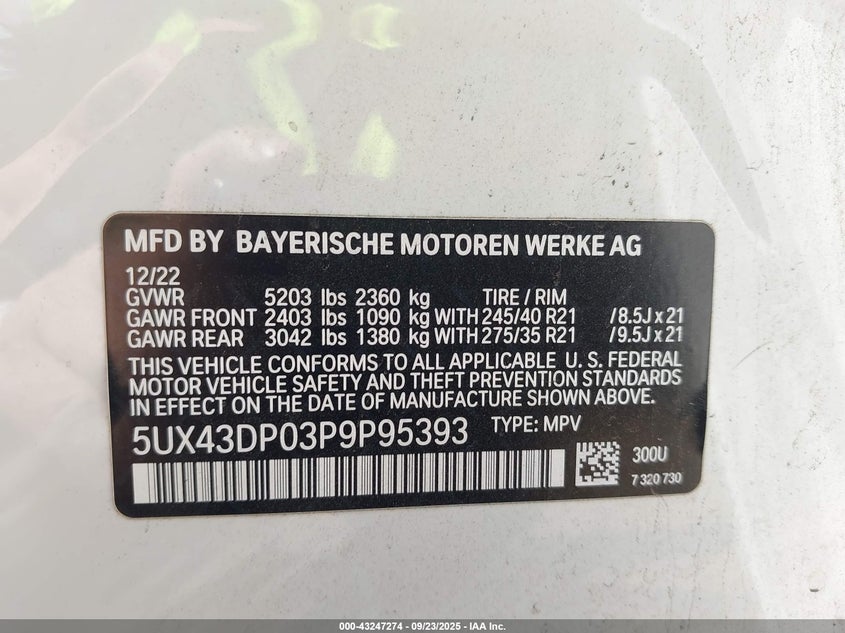 MFD BY BAYERISCHE MOTOREN WERKE AG
12/22
GVWR 5203 lbs 2360 kg TIRE / RIM
GAWR FRONT 2403 lbs 1090 kg WITH 245/40 R21 /8.5J x 21
GAWR REAR 3042 lbs 1380 kg WITH 275/35 R21 /9.5J x 21
THIS VEHICLE CONFORMS TO ALL APPLICABLE U. S. FEDERAL
MOTOR VEHICLE SAFETY AND THEFT PREVENTION STANDARDS
IN EFFECT ON THE DATE OF MANUFACTURE SHOWN ABOVE.
5UX43DP03P9P95393 TYPE: MPV
300U
7 320 730
000-43247274 - 09/23/2025 - IAA Inc.